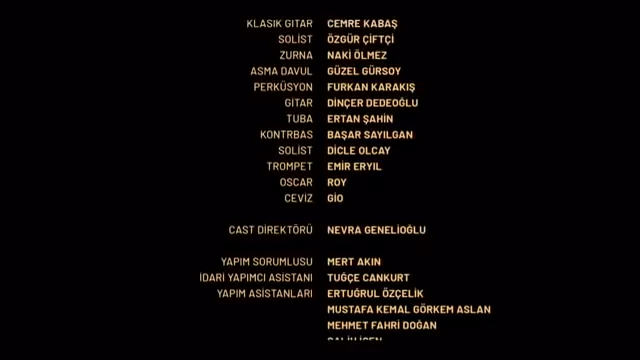 KLASIK GITAR CEMRE KABAŞ
SOLİST ÖZGÜR ÇİFTÇİ
ZURNA NAKİ ÖLMEZ
ASMA DAVUL GÜZEL GÜRSOY
PERKÜSYON FURKAN KARAKIŞ
GİTAR DİNÇER DEDEOĞLU
TUBA ERTAN ŞAHİN
KONTRBAS BAŞAR SAYILGAN
SOLİST DİCLE OLCAY
TROMPET EMİR ERYIL
OSCAR ROY
CEVİZ GİO
CAST DİREKTÖRÜ NEVRA GENELİOĞLU
YAPIM SORUMLUSU MERT AKIN
İDARİ YAPIMCI ASİSTANI TUĞÇE CANKURT
YAPIM ASİSTANLARI ERTUĞRUL ÖZÇELİK
MUSTAFA KEMAL GÖRKEM ASLAN
MEHMET FAHRİ DOĞAN